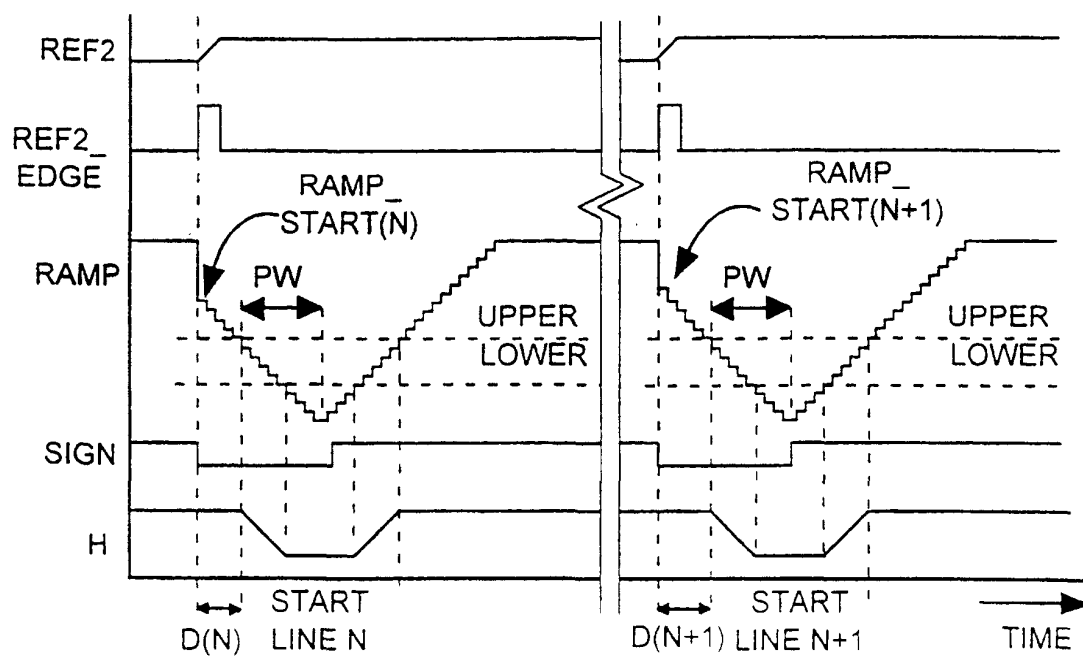 REF2
REF2_
EDGE
RAMP_
START(N)
RAMP_
START(N+1)
RAMP
PW
PW
UPPER
LOWER
UPPER
LOWER
SIGN
H
START
LINE N
D(N)
START
LINE N+1
D(N+1)
TIME